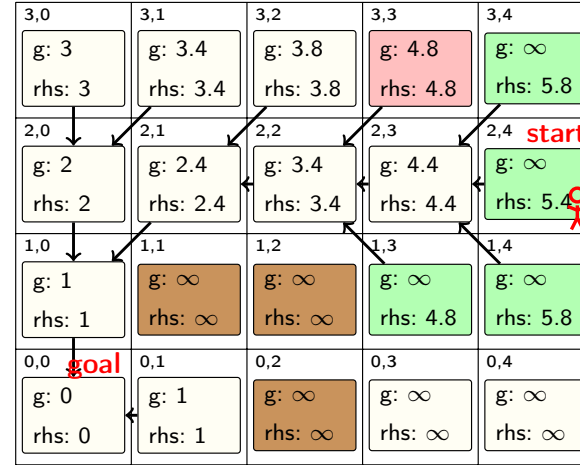 3,0 3,1 3,2 3,3 3,4
g: 3 g: 3.4 g: 3.8 g: 4.8 g: ∞
rhs: 3 rhs: 3.4 rhs: 3.8 rhs: 4.8 rhs: 5.8
2,0 2,1 2,2 2,3 2,4 start
g: 2 g: 2.4 g: 3.4 g: 4.4 g: ∞
rhs: 2 rhs: 2.4 rhs: 3.4 rhs: 4.4 rhs: 5.4
1,0 1,1 1,2 1,3 1,4
g: 1 g: ∞ g: ∞ g: ∞ g: ∞
rhs: 1 rhs: ∞ rhs: ∞ rhs: 4.8 rhs: 5.8
0,0 goal 0,1 0,2 0,3 0,4
g: 0 g: 1 g: ∞ g: ∞ g: ∞
rhs: 0 rhs: 1 rhs: ∞ rhs: ∞ rhs: ∞